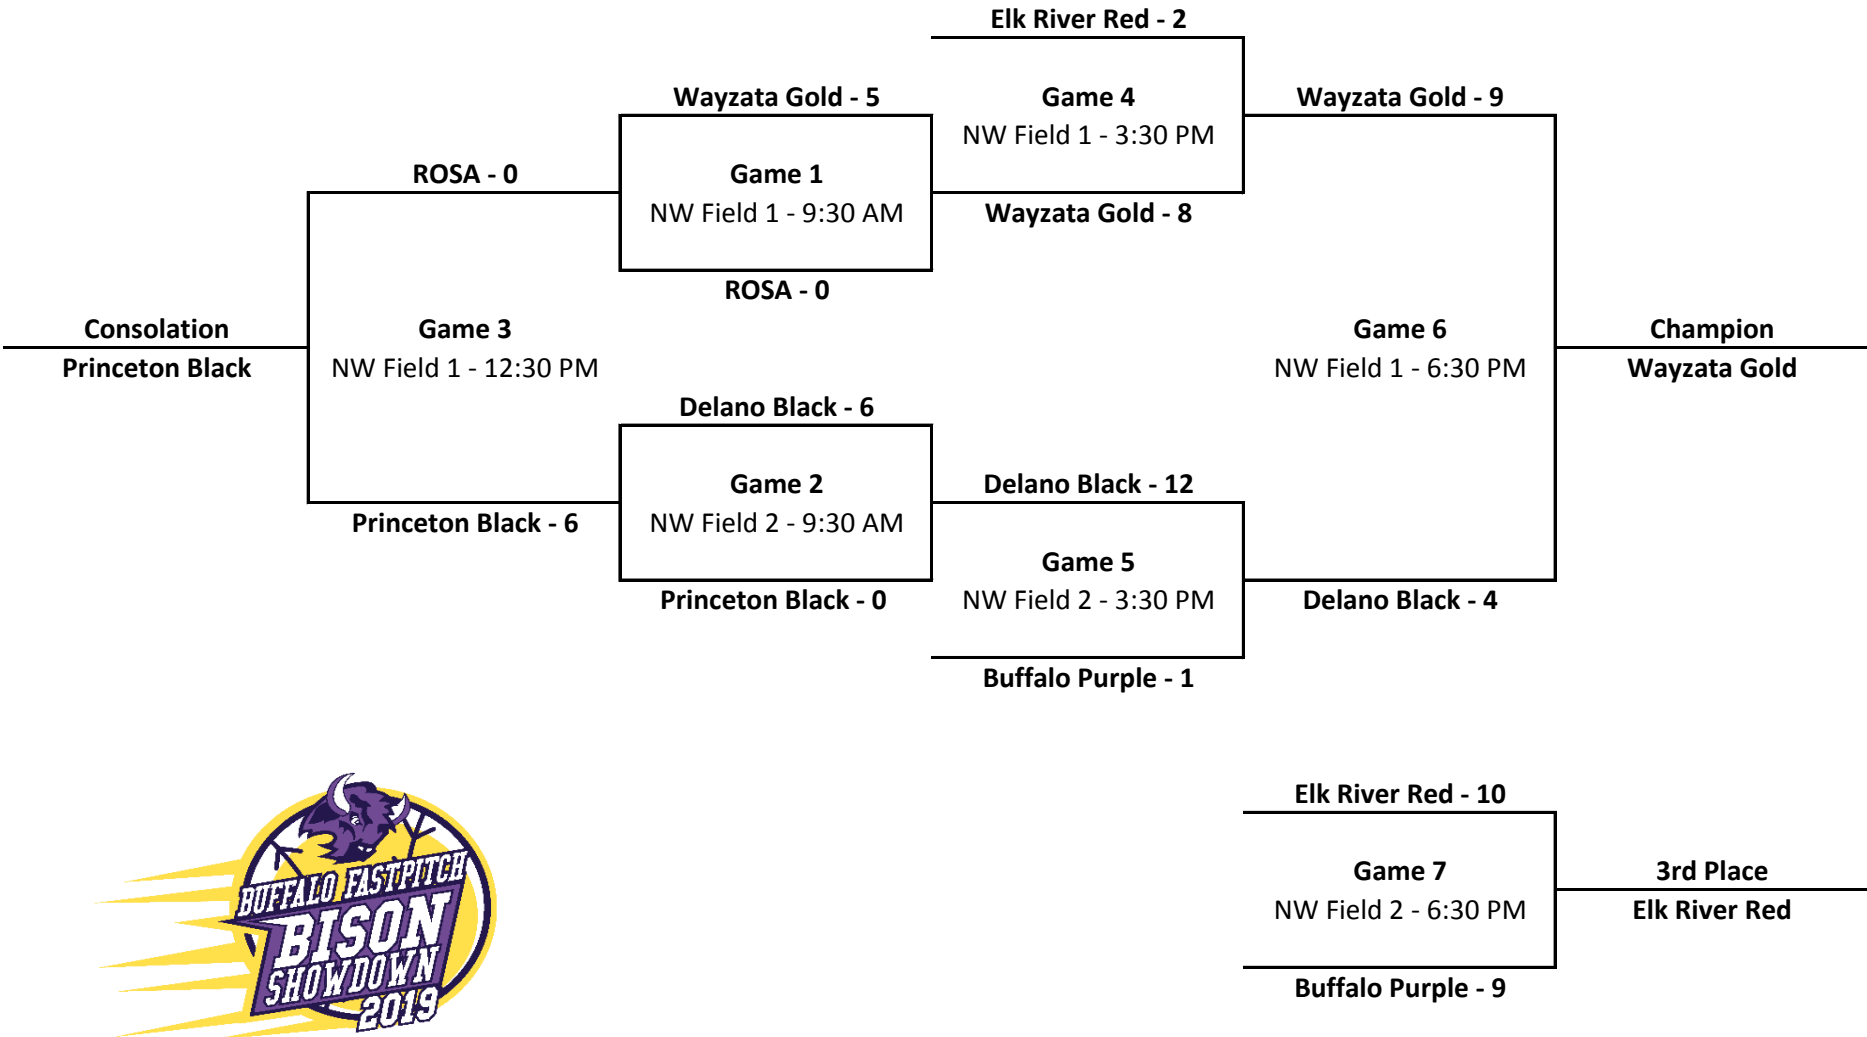 Elk River Red - 2
Wayzata Gold - 5
Game 4
Wayzata Gold - 9
NW Field 1 - 3:30 PM
ROSA - 0
Game 1
NW Field 1 - 9:30 AM
Wayzata Gold - 8
ROSA - 0
Consolation
Game 3
Game 6
Champion
Princeton Black
NW Field 1 - 12:30 PM
NW Field 1 - 6:30 PM
Wayzata Gold
Delano Black - 6
Game 2
Delano Black - 12
Princeton Black - 6
NW Field 2 - 9:30 AM
Game 5
Princeton Black - 0
NW Field 2 - 3:30 PM
Delano Black - 4
Buffalo Purple - 1
Elk River Red - 10
Game 7
3rd Place
NW Field 2 - 6:30 PM
Elk River Red
Buffalo Purple - 9
BUFFALO FASTPITCH
BISON
SHOWDOWN
2019